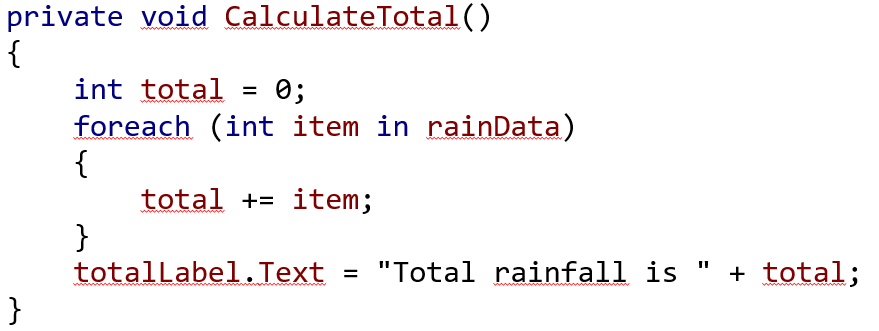 private void CalculateTotal()
{
    int total = 0;
    foreach (int item in rainData)
    {
        total += item;
    }
    totalLabel.Text = "Total rainfall is " + total;
}